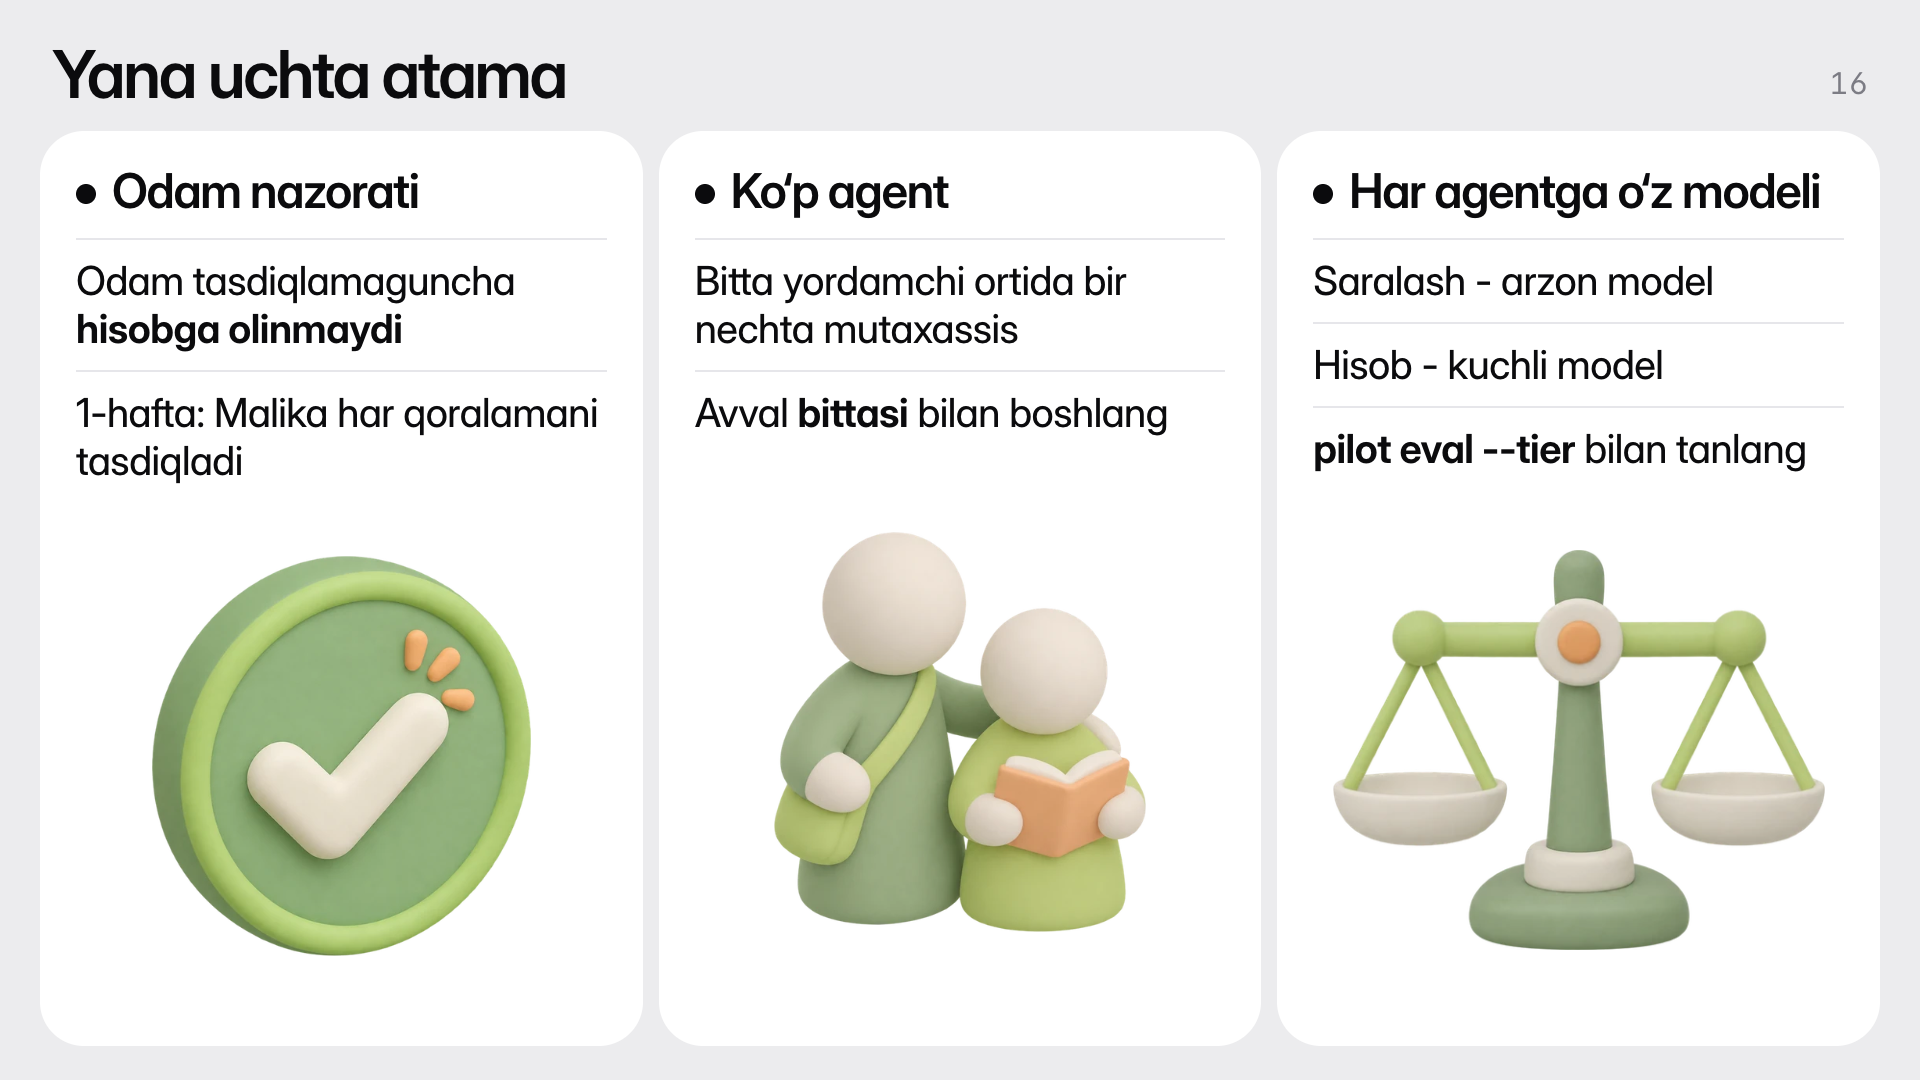 Yana uchta atama
16
• Odam nazorati
Odam tasdiqlamaguncha
hisobga olinmaydi
1-hafta: Malika har qoralamani
tasdiqladi
• Ko‘p agent
Bitta yordamchi ortida bir
nechta mutaxassis
Avval bittasi bilan boshlang
• Har agentga o‘z modeli
Saralash - arzon model
Hisob - kuchli model
pilot eval --tier bilan tanlang